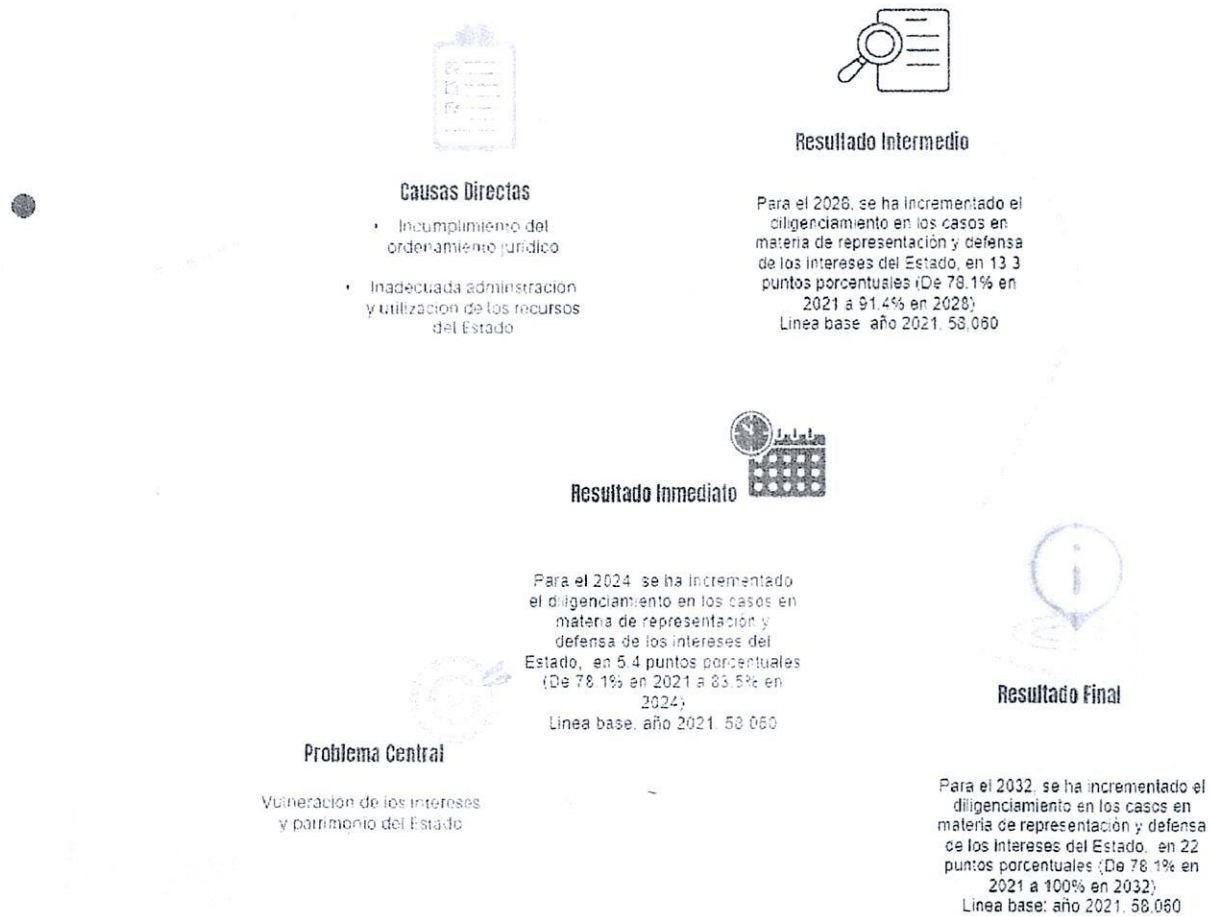 Causas Directas
• Incumplimiento del
ordenamiento jurídico
• Inadecuada adminstración
y utilización de los recursos
del Estado
Resultado Intermedio
Para el 2028, se ha incrementado el
diligenciamiento en los casos en
materia de representación y defensa
de los intereses del Estado, en 13.3
puntos porcentuales (De 78.1% en
2021 a 91.4% en 2028)
Linea base año 2021, 58,060
Resultado Inmediato
Para el 2024 se ha incrementado
el diligenciamiento en los casos en
materia de representación y
defensa de los intereses del
Estado, en 5.4 puntos porcentuales
(De 78.1% en 2021 a 83.5% en
2024)
Linea base, año 2021, 58,060
Problema Central
Vulneración de los intereses
y patrimonio del Estado
Resultado Final
Para el 2032, se ha incrementado el
diligenciamiento en los casos en
materia de representación y defensa
de los intereses del Estado, en 22
puntos porcentuales (De 78.1% en
2021 a 100% en 2032)
Linea base: año 2021, 58,060